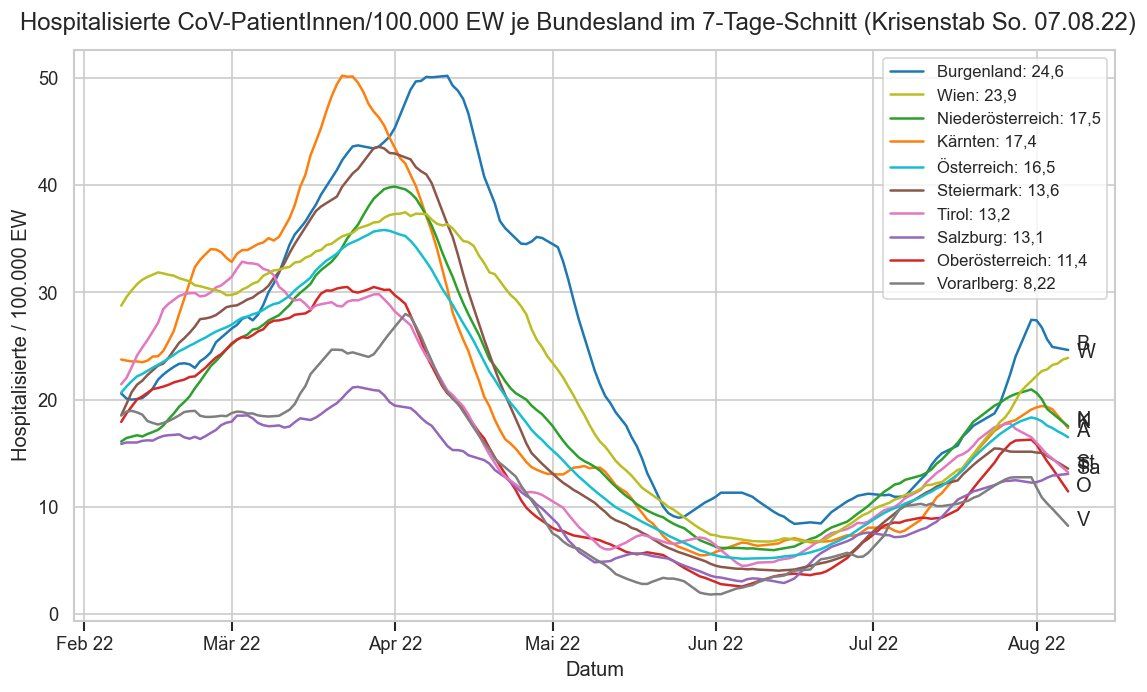 Hospitalisierte CoV-PatientInnen/100.000 EW je Bundesland im 7-Tage-Schnitt (Krisenstab So. 07.08.22)
Hospitalisierte / 100.000 EW
50
40
30
20
10
0
Burgenland: 24,6
Wien: 23,9
Niederösterreich: 17,5
Kärnten: 17,4
Österreich: 16,5
Steiermark: 13,6
Tirol: 13,2
Salzburg: 13,1
Oberösterreich: 11,4
Vorarlberg: 8,22
B
W
N
A
St
Sa
O
V
Feb 22
Mär 22
Apr 22
Mai 22
Jun 22
Jul 22
Aug 22
Datum